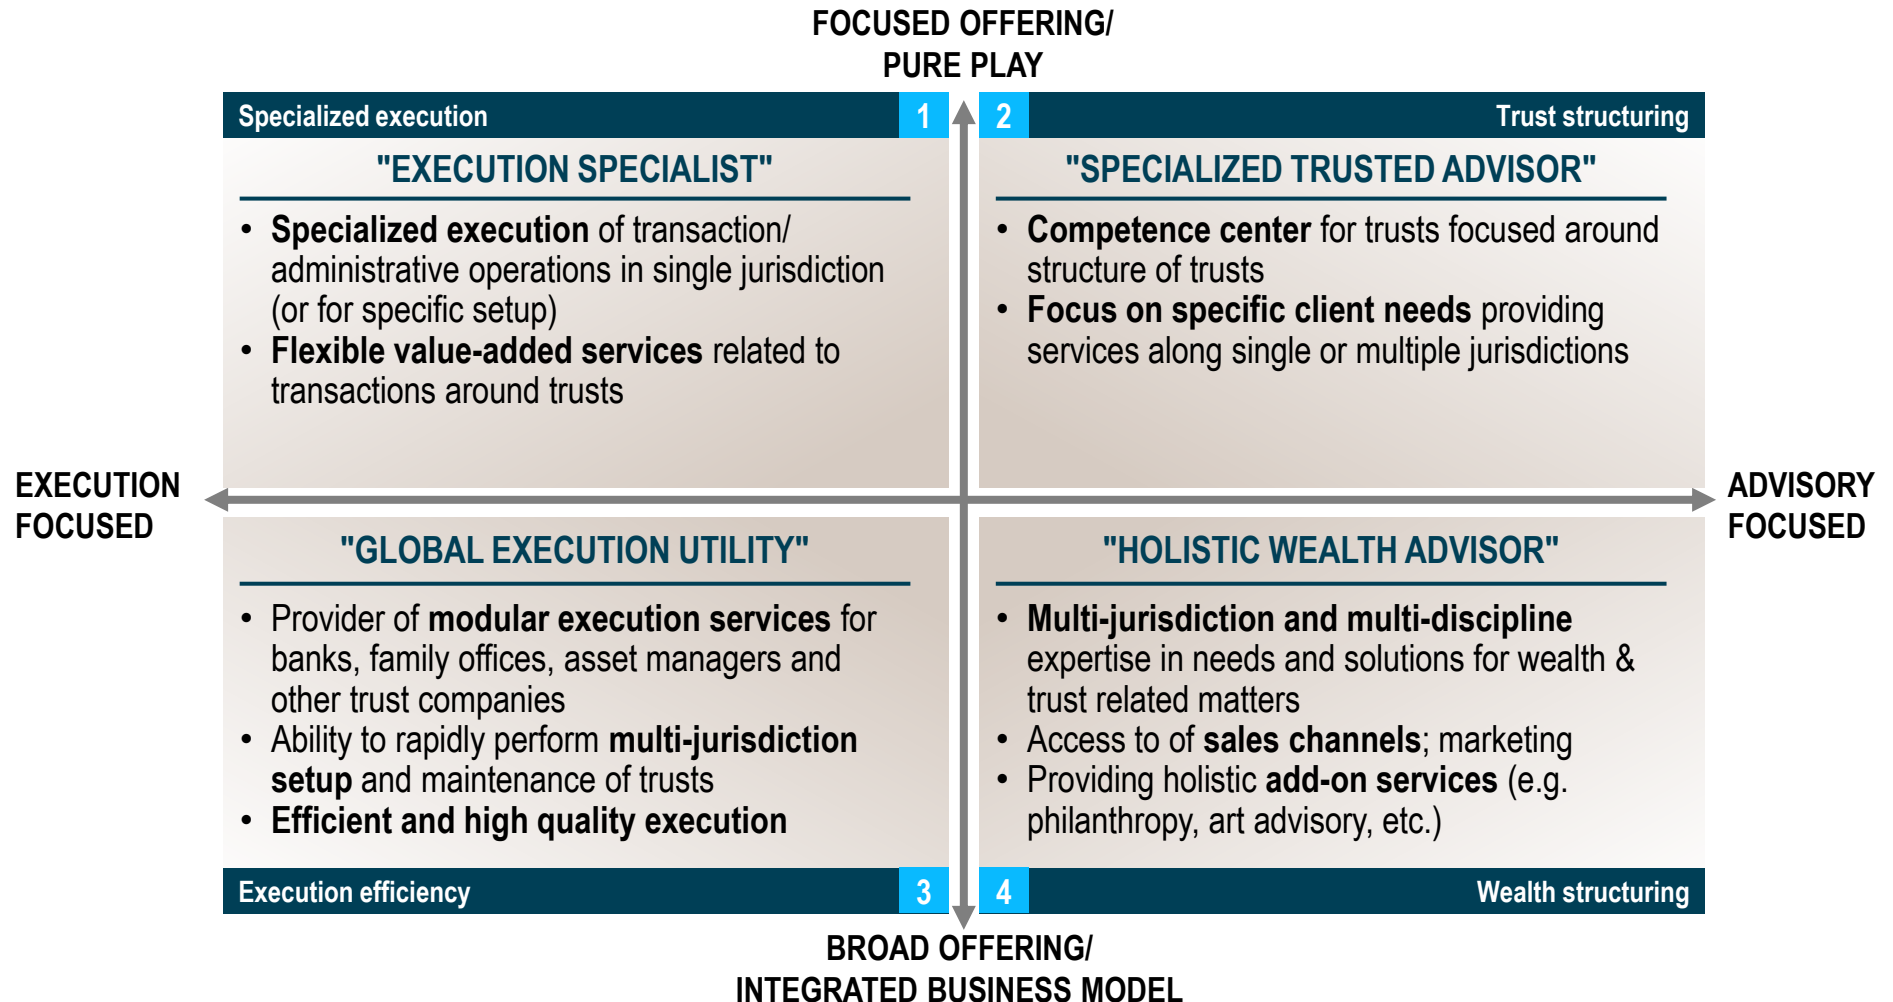 FOCUSED OFFERING/
PURE PLAY
Specialized execution 1
"EXECUTION SPECIALIST"
• Specialized execution of transaction/
administrative operations in single jurisdiction
(or for specific setup)
• Flexible value-added services related to
transactions around trusts
2 Trust structuring
"SPECIALIZED TRUSTED ADVISOR"
• Competence center for trusts focused around
structure of trusts
• Focus on specific client needs providing
services along single or multiple jurisdictions
EXECUTION
FOCUSED
ADVISORY
FOCUSED
"GLOBAL EXECUTION UTILITY"
• Provider of modular execution services for
banks, family offices, asset managers and
other trust companies
• Ability to rapidly perform multi-jurisdiction
setup and maintenance of trusts
• Efficient and high quality execution
Execution efficiency 3
"HOLISTIC WEALTH ADVISOR"
• Multi-jurisdiction and multi-discipline
expertise in needs and solutions for wealth &
trust related matters
• Access to of sales channels; marketing
• Providing holistic add-on services (e.g.
philanthropy, art advisory, etc.)
4 Wealth structuring
BROAD OFFERING/
INTEGRATED BUSINESS MODEL